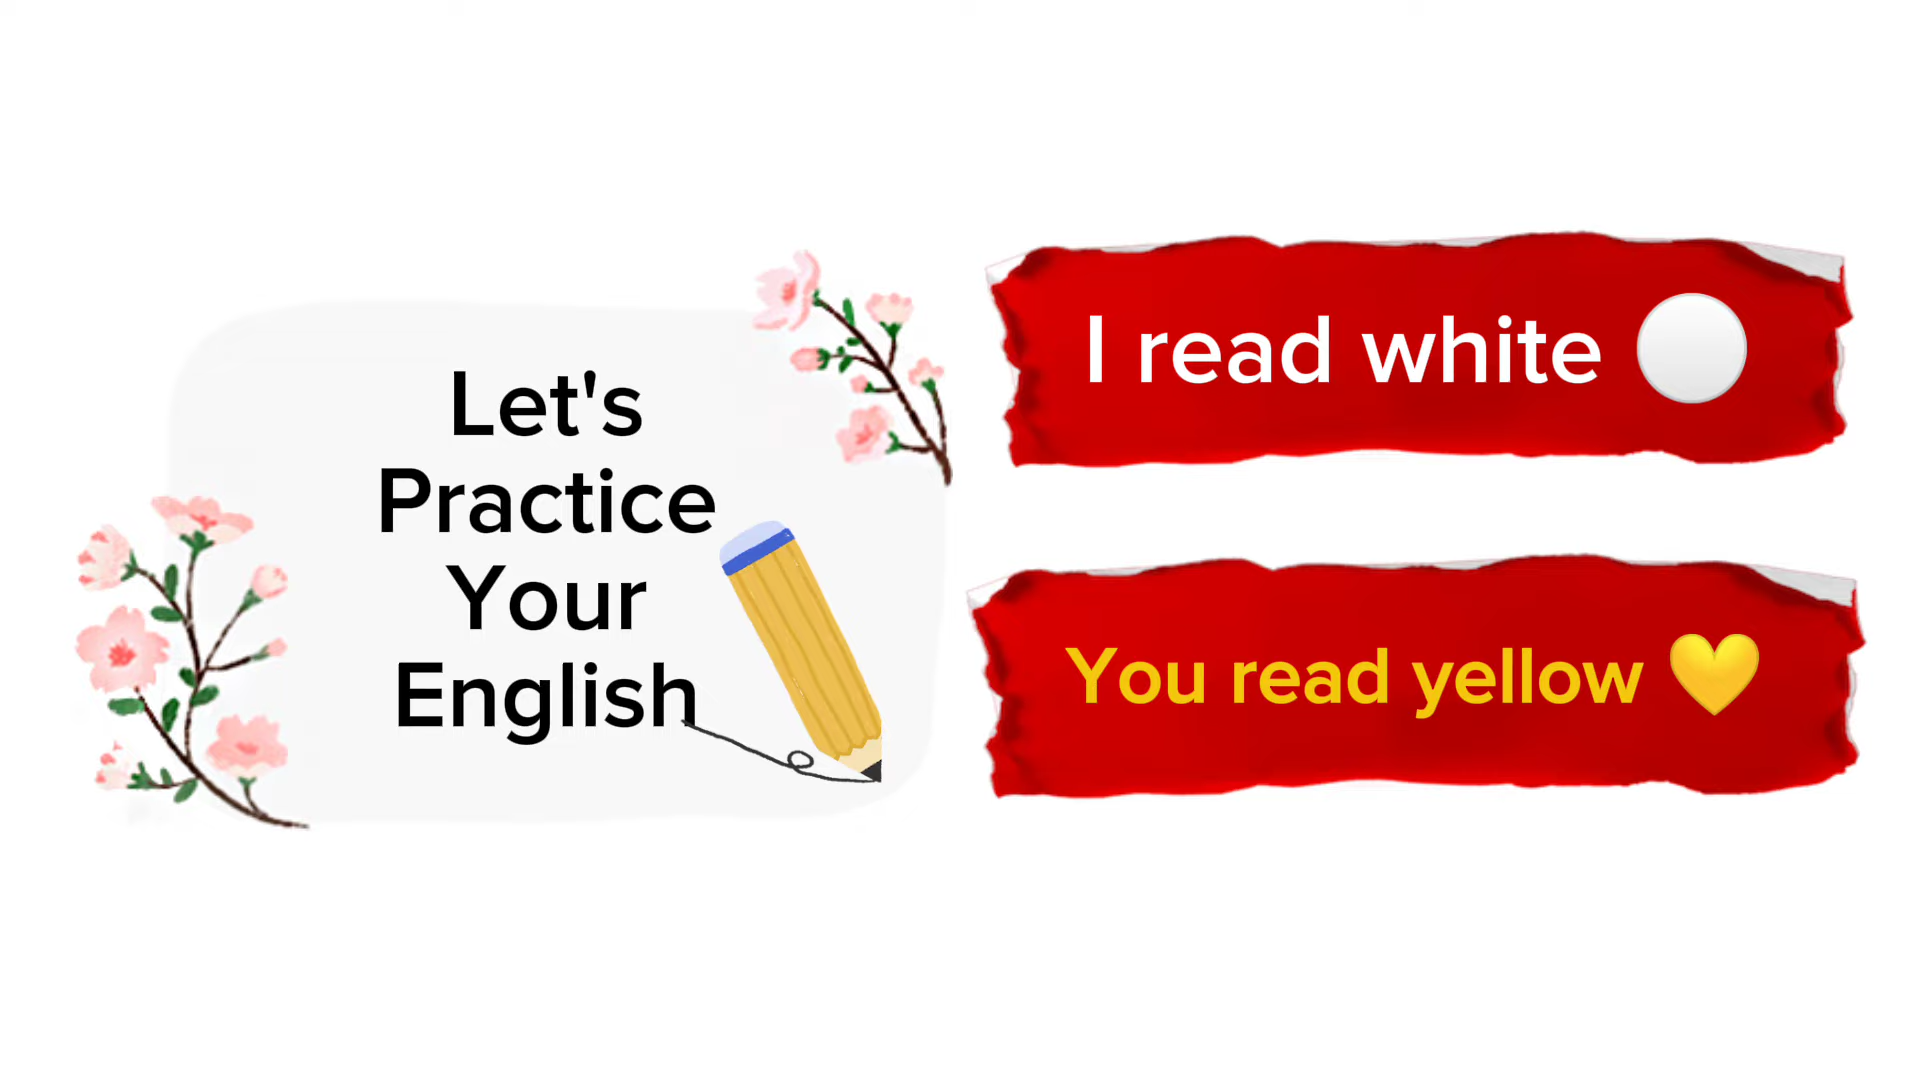 Let's
Practice
Your
English
I read white ⚪
You read yellow 💛